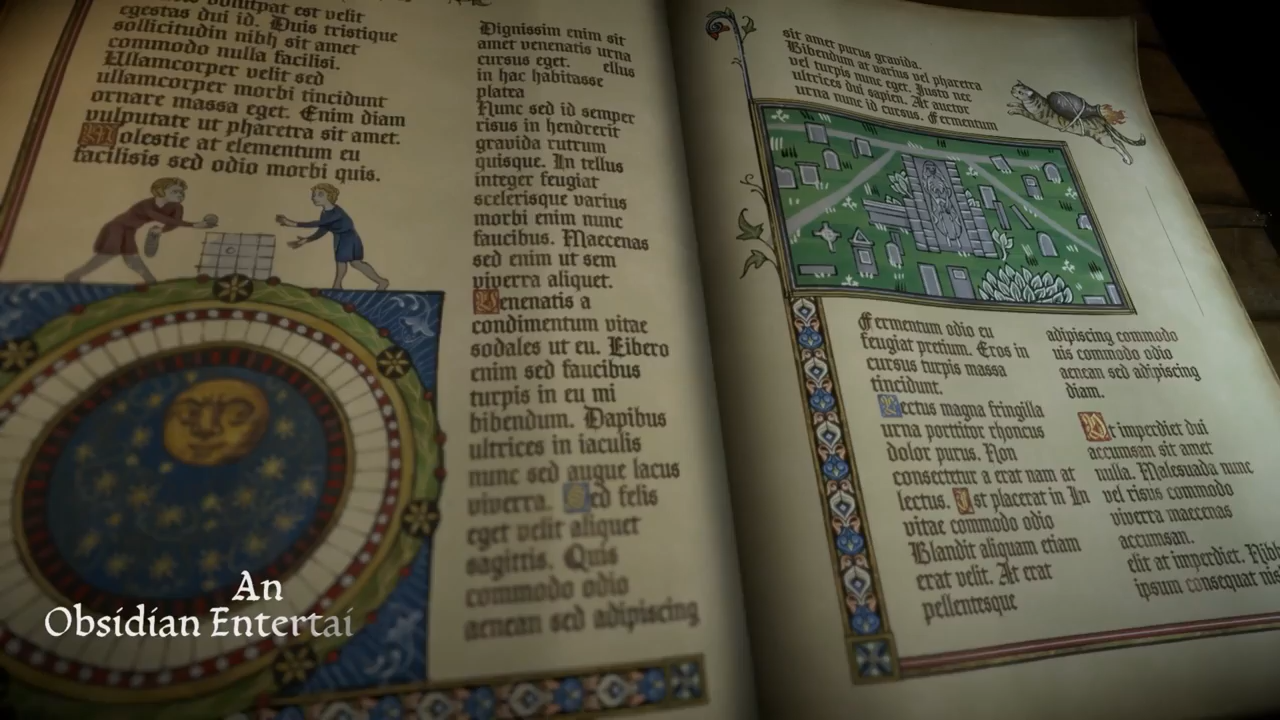 volutpat est velit
egestas dui id. Duis tristique
sollicitudin nibh sit amet
commodo nulla facilisi.
Ullamcorper velit sed
ullamcorper morbi tincidunt
ornare massa eget. Enim diam
vulputate ut pharetra sit amet.
Molestie at elementum eu
facilisis sed odio morbi quis.
Dignissim enim sit
amet venenatis urna
cursus eget. ellus
in hac habitasse
platea
Nunc sed id semper
risus in hendrerit
gravida rutrum
quisque. In tellus
integer feugiat
scelerisque varius
morbi enim nunc
faucibus. Maecenas
sed enim ut sem
viverra aliquet.
Venenatis a
condimentum vitae
sodales ut eu. Libero
enim sed faucibus
turpis in eu mi
bibendum. Dapibus
ultrices in iaculis
nunc sed augue lacus
viverra. Sed felis
eget velit aliquet
sagittis. Quis
commodo odio
aenean sed adipiscing
sit amet purus gravida.
Bibendum at varius vel pharetra
vel turpis nunc eget. Justo nec
ultrices dui sapien. At auctor
urna nunc id cursus. Fermentum
Fermentum odio eu
feugiat pretium. Eros in
cursus turpis massa
tincidunt.
Lectus magna fringilla
urna porttitor rhoncus
dolor purus. Non
consectetur a erat nam at
lectus. Est placerat in In
vitae commodo odio
Blandit aliquam etiam
erat velit. At erat
pellentesque
adipiscing commodo
uis commodo odio
aenean sed adipiscing
diam.
Ut imperdiet dui
accumsan sit amet
nulla. Malesuada nunc
vel risus commodo
viverra maecenas
accumsan.
elit at imperdiet.
ipsum consequat
An
Obsidian Entertai